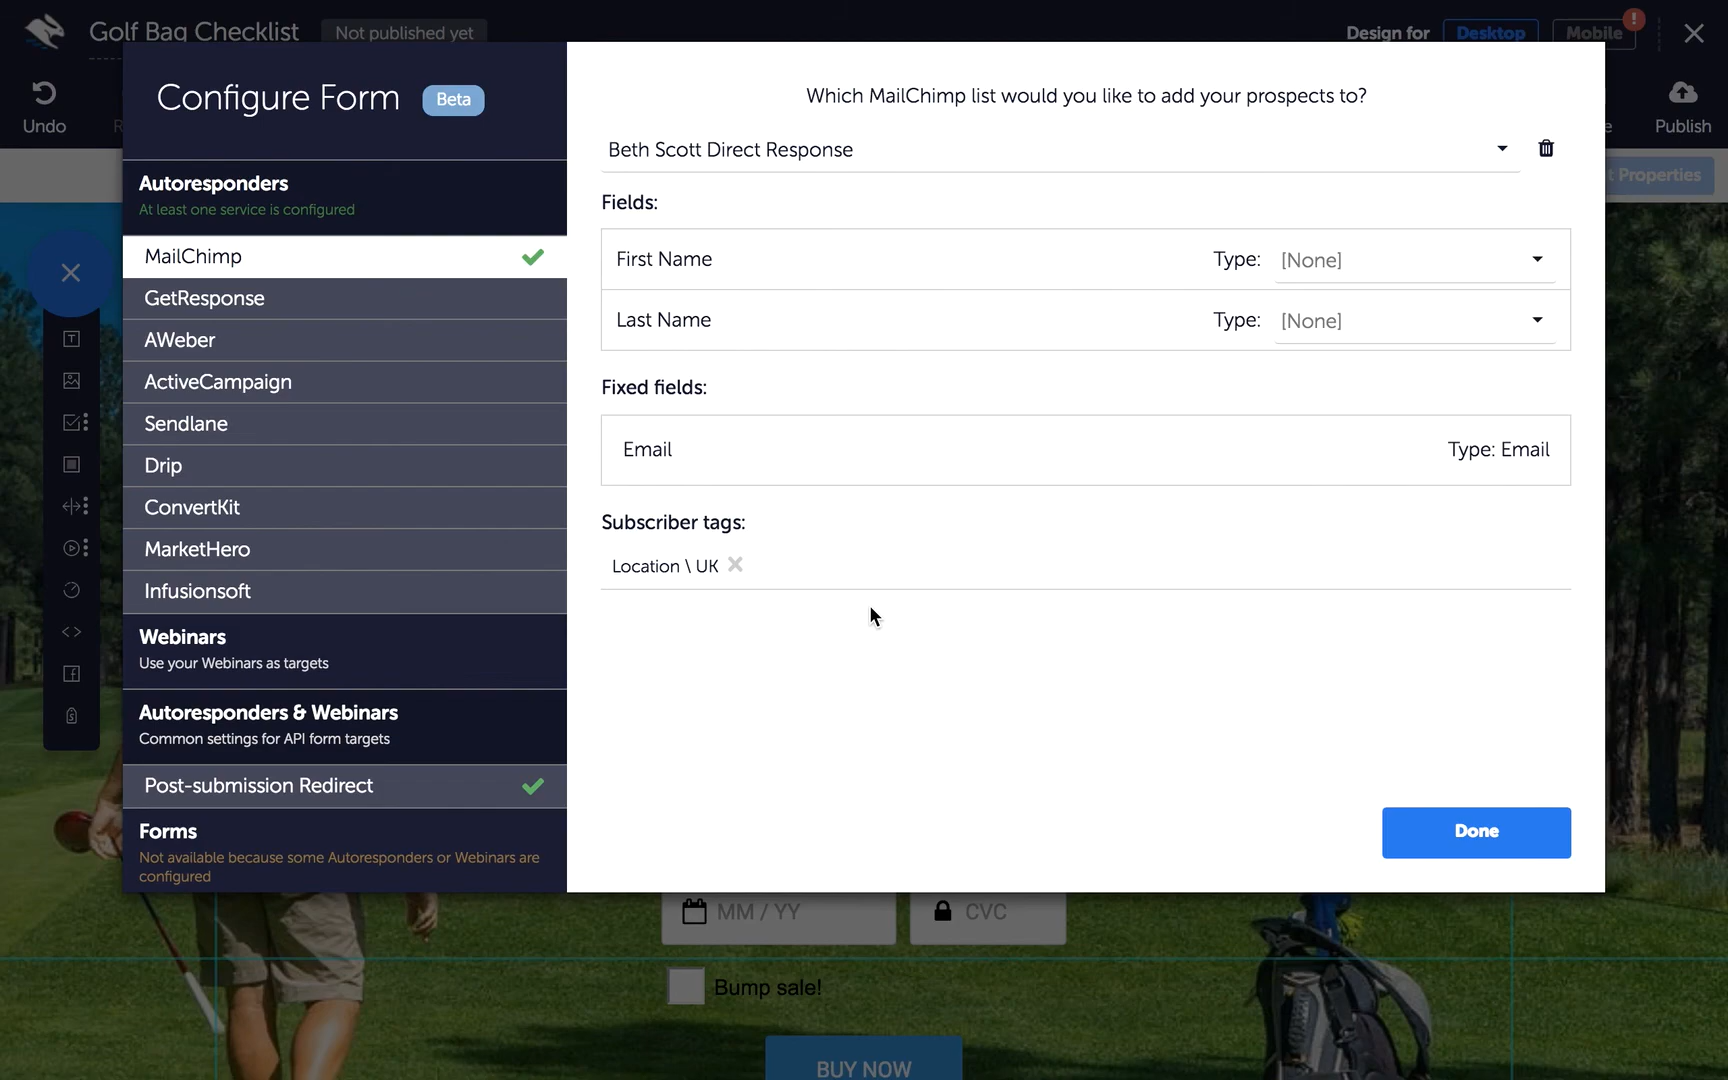 Golf Bag Checklist
Not published yet
Design for
Desktop
Mobile
!
Undo
R
e
Publish
t Properties
Configure Form
Beta
Autoresponders
At least one service is configured
MailChimp
GetResponse
AWeber
ActiveCampaign
Sendlane
Drip
ConvertKit
MarketHero
Infusionsoft
Webinars
Use your Webinars as targets
Autoresponders & Webinars
Common settings for API form targets
Post-submission Redirect
Forms
Not available because some Autoresponders or Webinars are
configured
Which MailChimp list would you like to add your prospects to?
Beth Scott Direct Response
Fields:
First Name Type: [None]
Last Name Type: [None]
Fixed fields:
Email Type: Email
Subscriber tags:
Location \ UK
Done
MM / YY
CVC
Bump sale!
BUY NOW